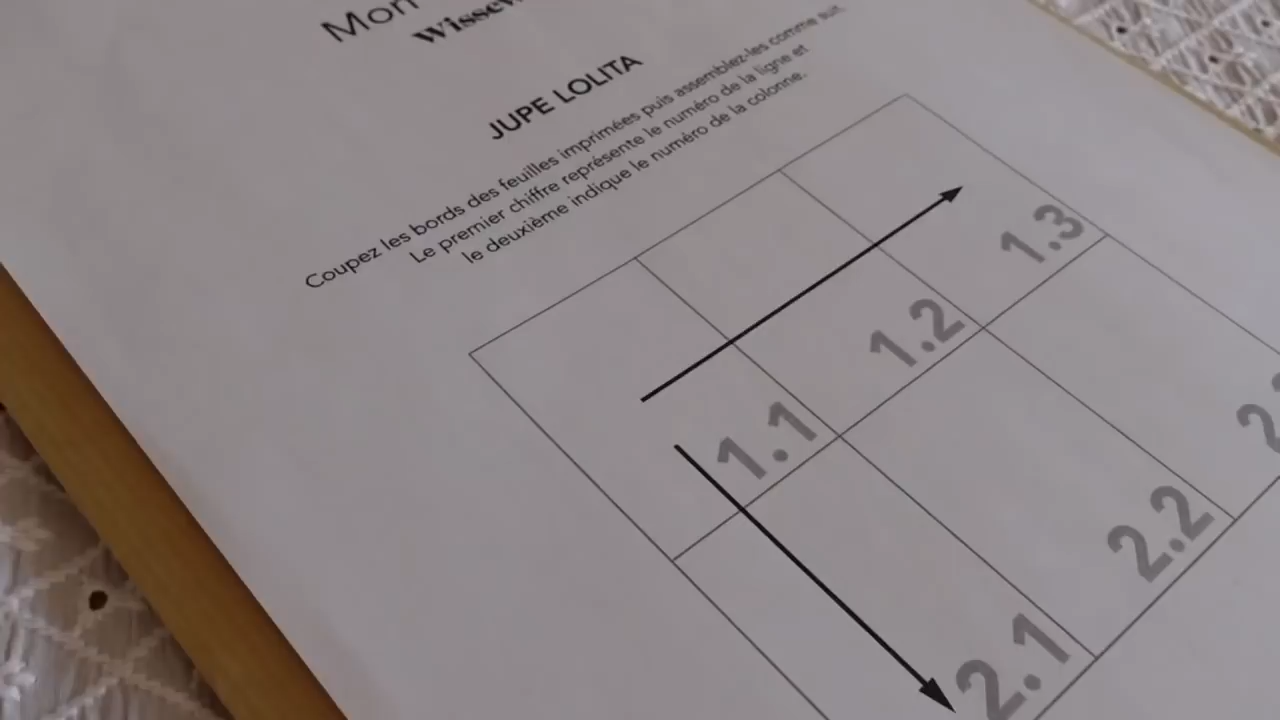 Mon
JUPE LOLITA
Coupez les bords des feuilles imprimées puis assemblez-les comme suit.
Le premier chiffre représente le numéro de la ligne et
le deuxième indique le numéro de la colonne.
1.1 1.2 1.3
2.1 2.2